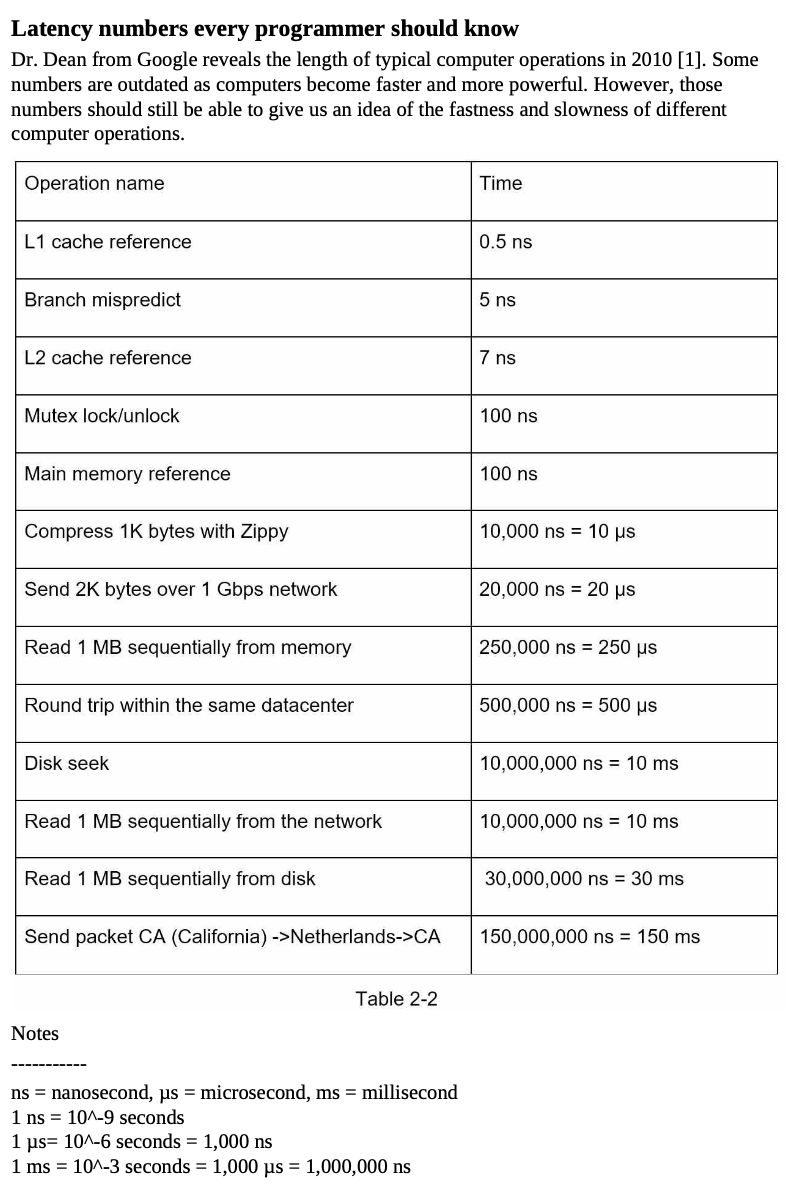 Latency numbers every programmer should know
Dr. Dean from Google reveals the length of typical computer operations in 2010 [1]. Some
numbers are outdated as computers become faster and more powerful. However, those
numbers should still be able to give us an idea of the fastness and slowness of different
computer operations.
Operation name Time
L1 cache reference 0.5 ns
Branch mispredict 5 ns
L2 cache reference 7 ns
Mutex lock/unlock 100 ns
Main memory reference 100 ns
Compress 1K bytes with Zippy 10,000 ns = 10 µs
Send 2K bytes over 1 Gbps network 20,000 ns = 20 µs
Read 1 MB sequentially from memory 250,000 ns = 250 µs
Round trip within the same datacenter 500,000 ns = 500 µs
Disk seek 10,000,000 ns = 10 ms
Read 1 MB sequentially from the network 10,000,000 ns = 10 ms
Read 1 MB sequentially from disk 30,000,000 ns = 30 ms
Send packet CA (California) ->Netherlands->CA 150,000,000 ns = 150 ms
Table 2-2
Notes
-----------
ns = nanosecond, µs = microsecond, ms = millisecond
1 ns = 10^-9 seconds
1 µs= 10^-6 seconds = 1,000 ns
1 ms = 10^-3 seconds = 1,000 µs = 1,000,000 ns